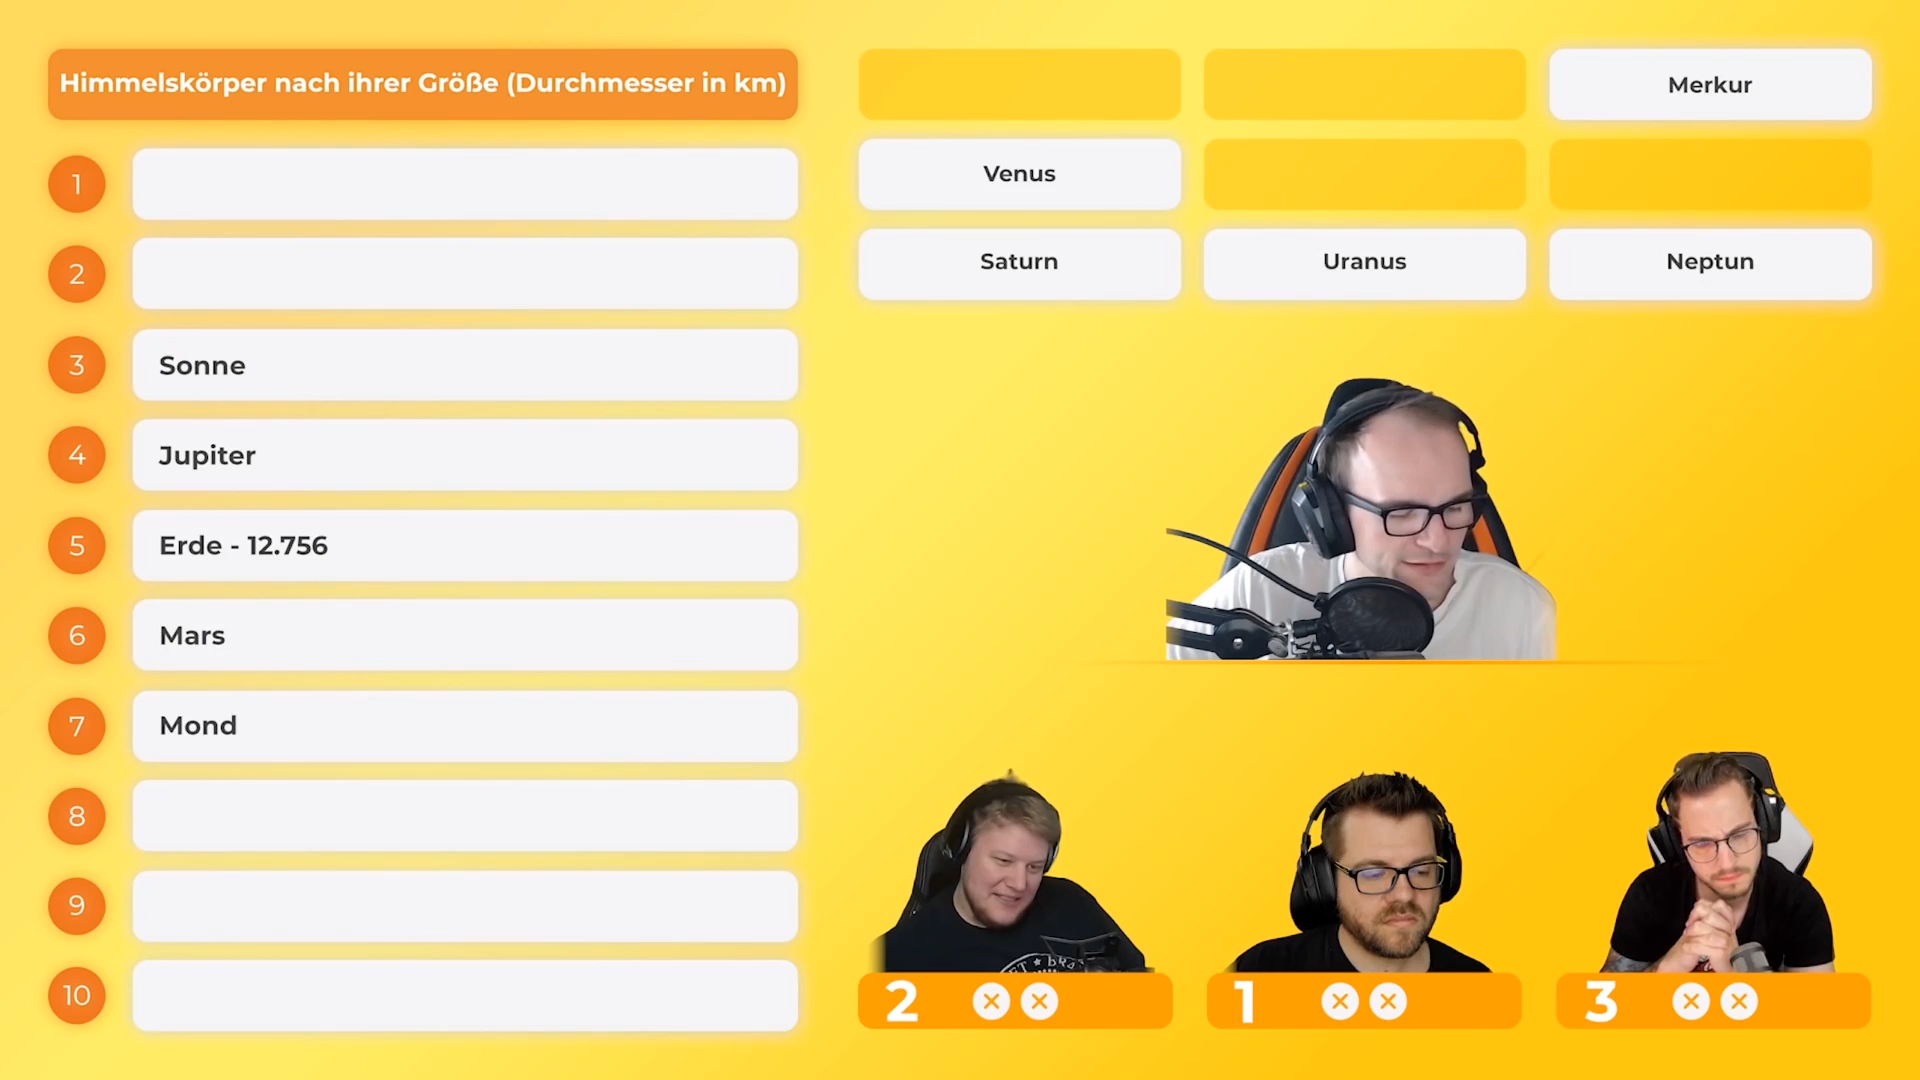 Himmelskörper nach ihrer Größe (Durchmesser in km)
Merkur
Venus
Saturn
Uranus
Neptun
1
2
3 Sonne
4 Jupiter
5 Erde - 12.756
6 Mars
7 Mond
8
9
10
2
1
3